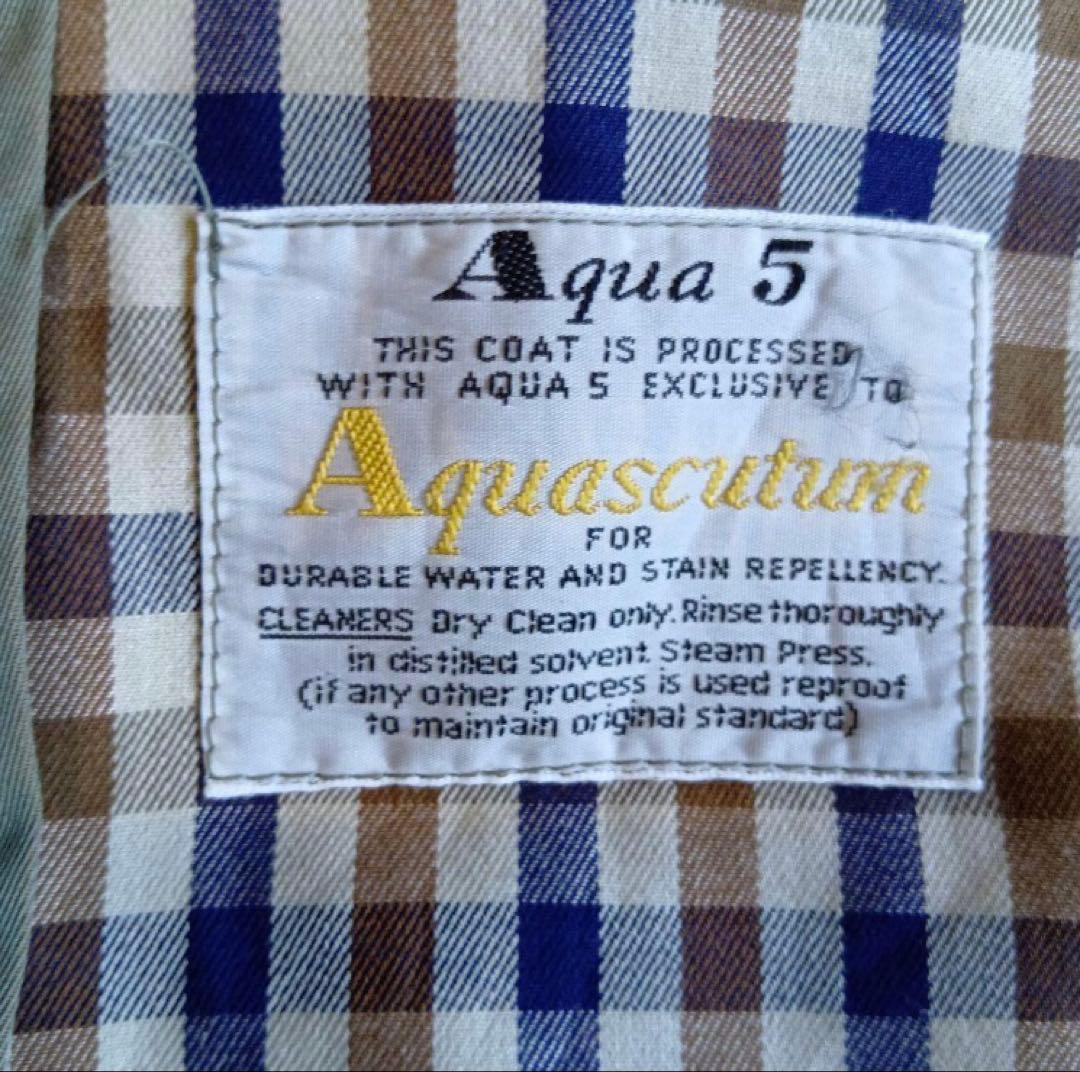 Aqua 5
THIS COAT IS PROCESSED
WITH AQUA 5 EXCLUSIVE TO
Aquascutum
FOR
DURABLE WATER AND STAIN REPELLENCY.
CLEANERS Dry Clean only. Rinse thoroughly
in distilled solvent. Steam Press.
(if any other process is used reproof
to maintain original standard)